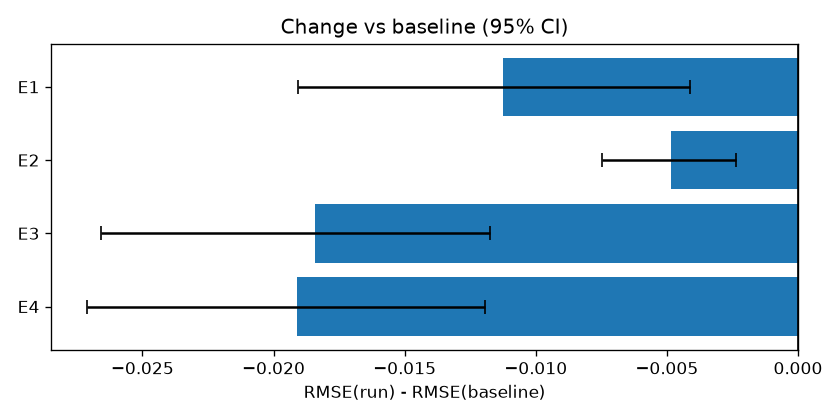 Change vs baseline (95% CI)
E1
E2
E3
E4
−0.025 −0.020 −0.015 −0.010 −0.005 0.000
RMSE(run) - RMSE(baseline)